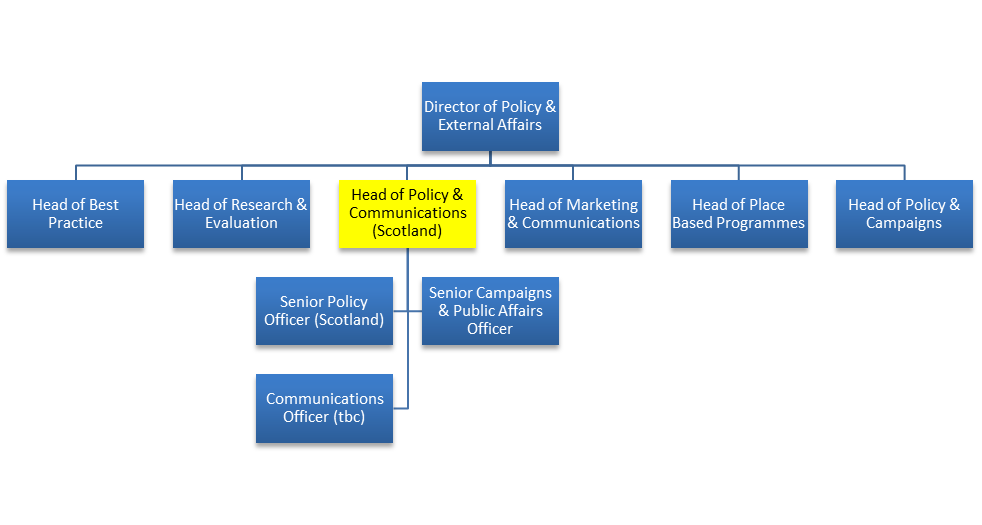 Director of Policy &
External Affairs
Head of Best
Practice
Head of Research &
Evaluation
Head of Policy &
Communications
(Scotland)
Head of Marketing
& Communications
Head of Place
Based Programmes
Head of Policy &
Campaigns
Senior Policy
Officer (Scotland)
Senior Campaigns
& Public Affairs
Officer
Communications
Officer (tbc)